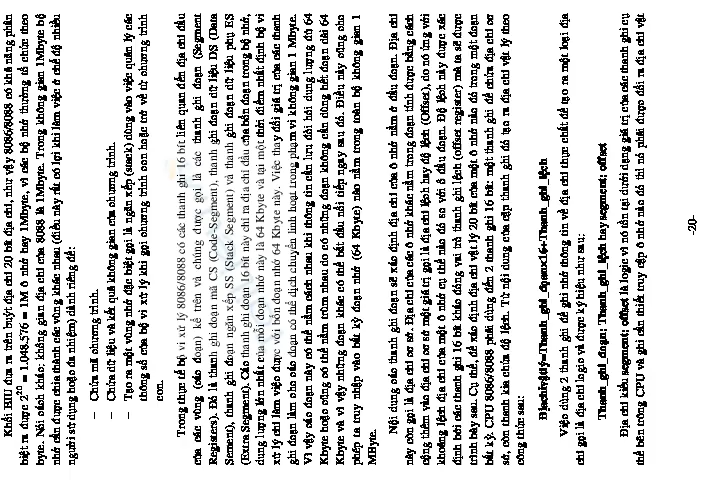 Khối BIU đưa ra trên buýt địa chỉ 20 bit địa chỉ, như vậy 8086/8088 có khả năng phân
biệt ra được 2²⁰ = 1.048.576 = 1M ô nhớ hay 1Mbyte, vì các bộ nhớ thường tổ chức theo
byte. Nói cách khác: không gian địa chỉ của 8088 là 1Mbyte. Trong không gian 1Mbyte bộ
nhớ cần được chia thành các vùng khác nhau (điều này rất có lợi khi làm việc ở chế độ nhiều
người sử dụng hoặc đa nhiệm) dành riêng để:
– Chứa mã chương trình.
– Chứa dữ liệu và kết quả không gian của chương trình.
– Tạo ra một vùng nhớ đặc biệt gọi là ngăn xếp (stack) dùng vào việc quản lý các
thông số của bộ vi xử lý khi gọi chương trình con hoặc trở về từ chương trình
con.
Trong thực tế bộ vi xử lý 8086/8088 có các thanh ghi 16 bit liên quan đến địa chỉ đầu
của các vùng (các đoạn) kể trên và chúng được gọi là các thanh ghi đoạn (Segment
Registers). Đó là thanh ghi đoạn mã CS (Code-Segment), thanh ghi đoạn dữ liệu DS (Data
Sement), thanh ghi đoạn ngăn xếp SS (Stack Segment) và thanh ghi đoạn dữ liệu phụ ES
(Extra Segment). Các thanh ghi đoạn 16 bit này chỉ ra địa chỉ đầu của bốn đoạn trong bộ nhớ,
dung lượng lớn nhất của mỗi đoạn nhớ này là 64 Kbyte và tại một thời điểm nhất định bộ vi
xử lý chỉ làm việc được với bốn đoạn nhớ 64 Kbyte này. Việc thay đổi giá trị của các thanh
ghi đoạn làm cho các đoạn có thể dịch chuyển linh hoạt trong phạm vi không gian 1 Mbyte.
Vì vậy các đoạn này có thể nằm cách nhau khi thông tin cần lưu đòi hỏi dung lượng đủ 64
Kbyte hoặc cũng có thể nằm trùm nhau do có những đoạn không cần dùng hết đoạn dài 64
Kbyte và vì vậy những đoạn khác có thể bắt đầu nối tiếp ngay sau đó. Điều này cũng cho
phép ta truy nhập vào bất kỳ đoạn nhớ (64 Kbyte) nào nằm trong toàn bộ không gian 1
MByte.
Nội dung các thanh ghi đoạn sẽ xác định địa chỉ của ô nhớ nằm ở đầu đoạn. Địa chỉ
này còn gọi là địa chỉ cơ sở. Địa chỉ của các ô nhớ khác nằm trong đoạn tính được bằng cách
cộng thêm vào địa chỉ cơ sở một giá trị gọi là địa chỉ lệch hay độ lệch (Offset), do nó ứng với
khoảng lệch địa chỉ của một ô nhớ cụ thể nào đó so với ô đầu đoạn. Độ lệch này được xác
định bởi các thanh ghi 16 bit khác đóng vai trò thanh ghi lệch (offset register) mà ta sẽ được
trình bày sau. Cụ thể, để xác định địa chỉ vật lý 20 bit của một ô nhớ nào đó trong một đoạn
bất kỳ. CPU 8086/8088 phải dùng đến 2 thanh ghi 16 bit: một thanh ghi để chứa địa chỉ cơ
sở, còn thanh kia chứa độ lệch. Từ nội dung của cặp thanh ghi đó tạo ra địa chỉ vật lý theo
công thức sau:
Địachỉvậtlý=Thanh_ghi_đoạnx16+Thanh_ghi_lệch
Việc dùng 2 thanh ghi để ghi nhớ thông tin về địa chỉ thực chất để tạo ra một loại địa
chỉ gọi là địa chỉ logic và được ký hiệu như sau:
Thanh_ghi_đoạn; Thanh_ghi_lệch hay segment; offset
Địa chỉ kiểu segment; offset là logic vì nó tồn tại dưới dạng giá trị của các thanh ghi cụ
thể bên trong CPU và ghi cần thiết truy cập ô nhớ nào đó thì nó phải được đổi ra địa chỉ vật
-20-